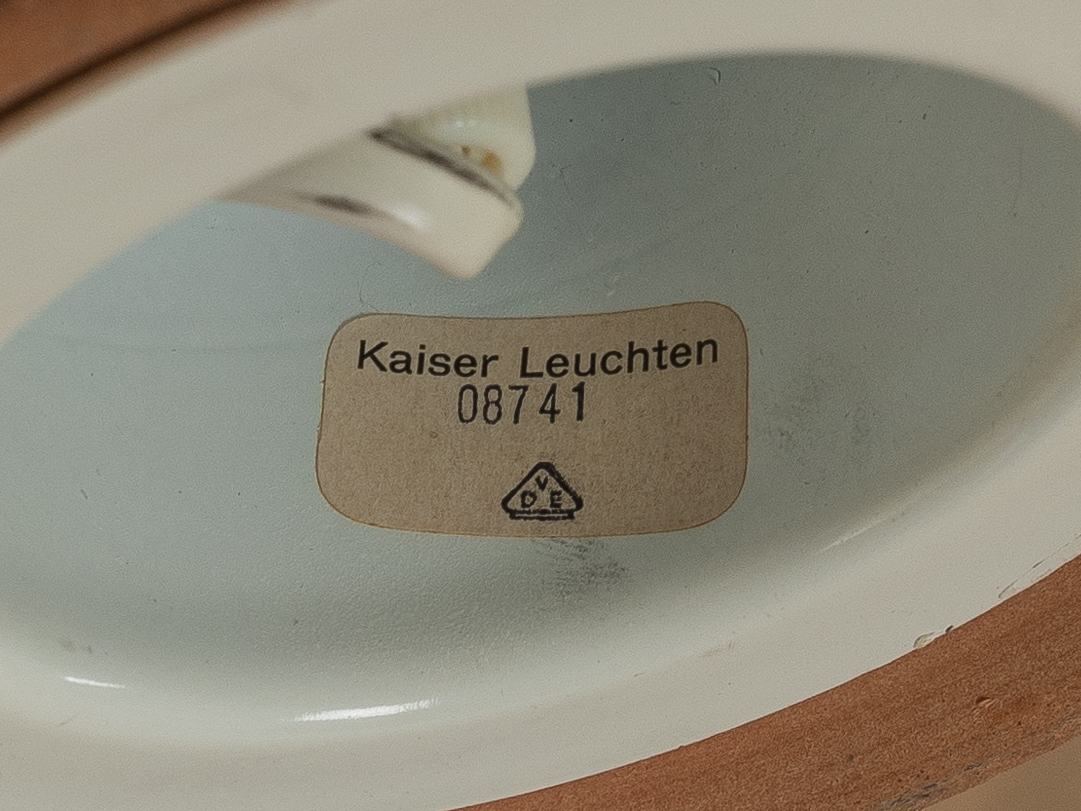 Kaiser Leuchten
08741
V
D E